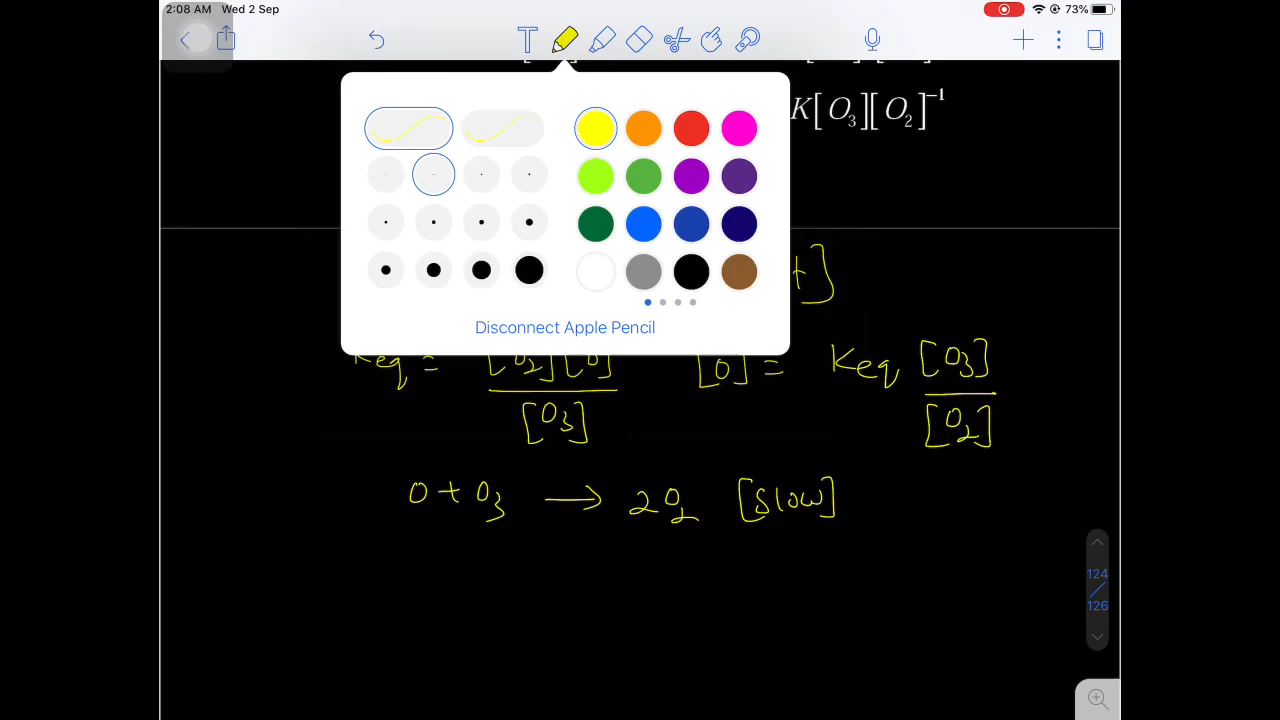 2:08 AM Wed 2 Sep 73%
T
K[O₃][O₂]⁻¹
t]
Disconnect Apple Pencil
Keq = [O₂][O] / [O₃] [O] = Keq [O₃] / [O₂]
O + O₃ → 2O₂ [Slow]
124
126